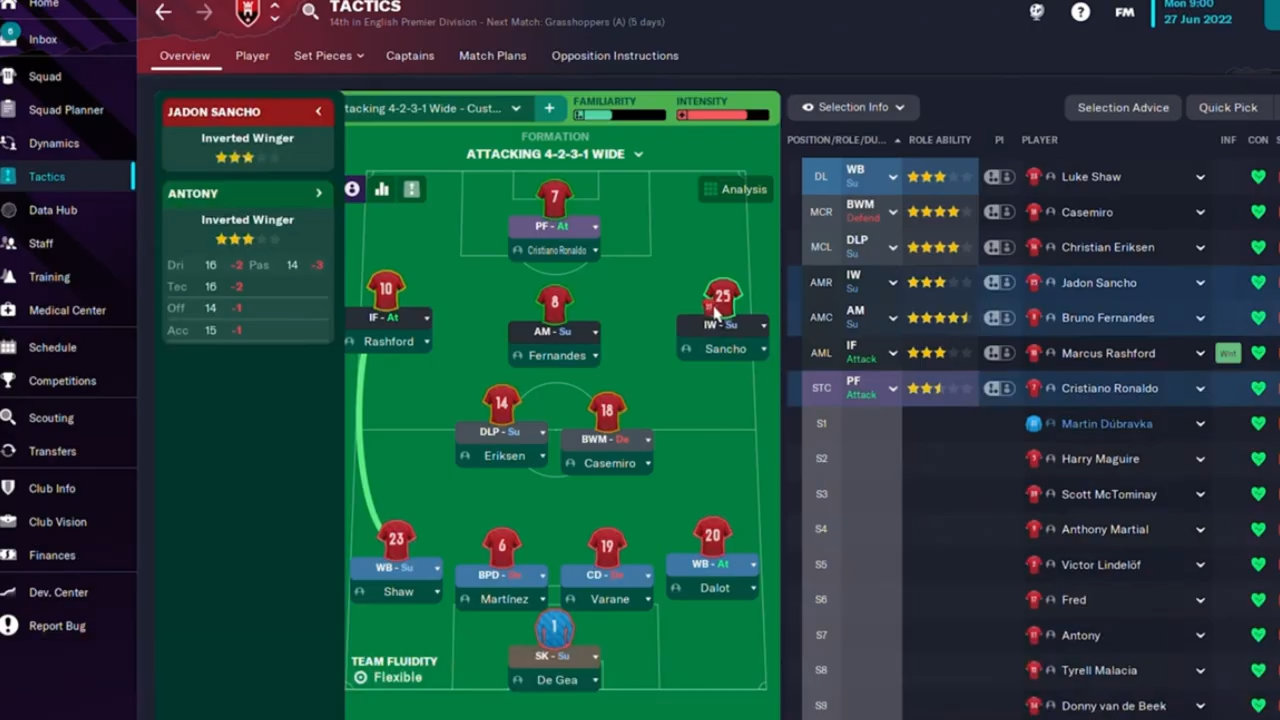 Home
Inbox
Squad
Squad Planner
Dynamics
Tactics
Data Hub
Staff
Training
Medical Center
Schedule
Competitions
Scouting
Transfers
Club Info
Club Vision
Finances
Dev. Center
Report Bug
TACTICS
14th in English Premier Division - Next Match: Grasshoppers (A) (5 days)
FM
Mon 9:00
27 Jun 2022
Overview
Player
Set Pieces
Captains
Match Plans
Opposition Instructions
JADON SANCHO
Inverted Winger
ANTONY
Inverted Winger
Dri 16 -2 Pas 14 -3
Tec 16 -2
Off 14 -1
Acc 15 -1
tacking 4-2-3-1 Wide - Cust...
FAMILIARITY
INTENSITY
FORMATION
ATTACKING 4-2-3-1 WIDE
Analysis
7
PF - At
Cristiano Ronaldo
10
IF - At
Rashford
8
AM - Su
Fernandes
25
IW - Su
Sancho
14
DLP - Su
Eriksen
18
BWM - De
Casemiro
23
WB - Su
Shaw
6
BPD - De
Martínez
19
CD - De
Varane
20
WB - At
Dalot
1
SK - Su
De Gea
TEAM FLUIDITY
Flexible
Selection Info
Selection Advice
Quick Pick
POSITION/ROLE/DU... ROLE ABILITY PI PLAYER INF CON
DL WB Su Luke Shaw
MCR BWM Defend Casemiro
MCL DLP Su Christian Eriksen
AMR IW Su Jadon Sancho
AMC AM Su Bruno Fernandes
AML IF Attack Marcus Rashford Wnt
STC PF Attack Cristiano Ronaldo
S1 Martin Dúbravka
S2 Harry Maguire
S3 Scott McTominay
S4 Anthony Martial
S5 Victor Lindelöf
S6 Fred
S7 Antony
S8 Tyrell Malacia
S9 Donny van de Beek